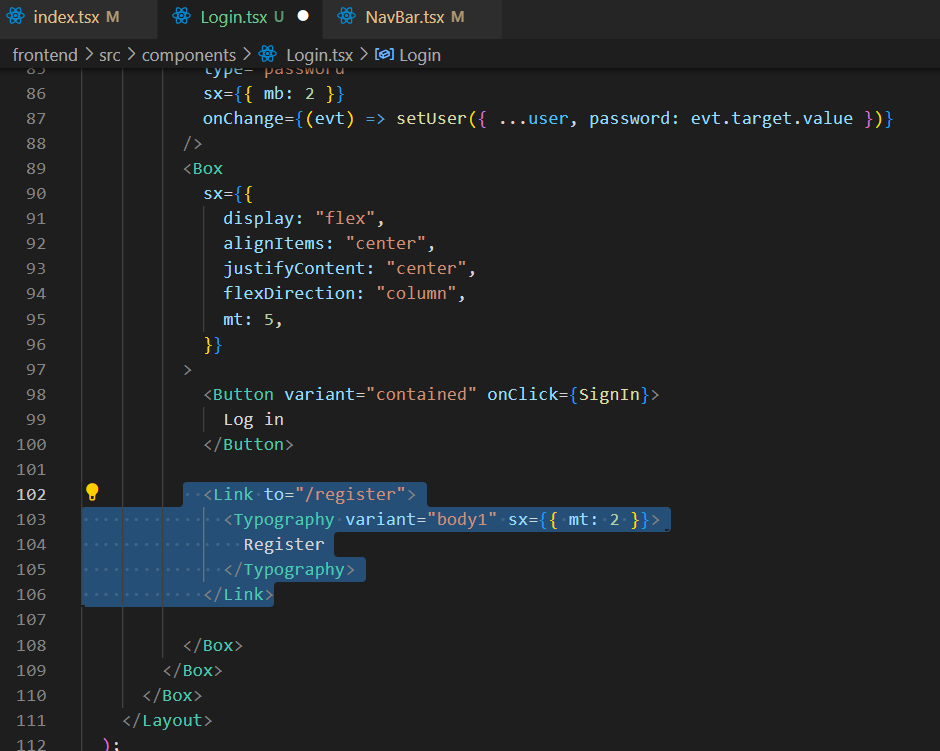 index.tsx M
Login.tsx U
NavBar.tsx M
frontend > src > components > Login.tsx > Login
85 type="password"
86 sx={{ mb: 2 }}
87 onChange={(evt) => setUser({ ...user, password: evt.target.value })}
88 />
89 <Box
90 sx={{
91 display: "flex",
92 alignItems: "center",
93 justifyContent: "center",
94 flexDirection: "column",
95 mt: 5,
96 }}
97 >
98 <Button variant="contained" onClick={SignIn}>
99 Log in
100 </Button>
101
102 <Link to="/register">
103 <Typography variant="body1" sx={{ mt: 2 }}>
104 Register
105 </Typography>
106 </Link>
107
108 </Box>
109 </Box>
110 </Box>
111 </Layout>
112 );